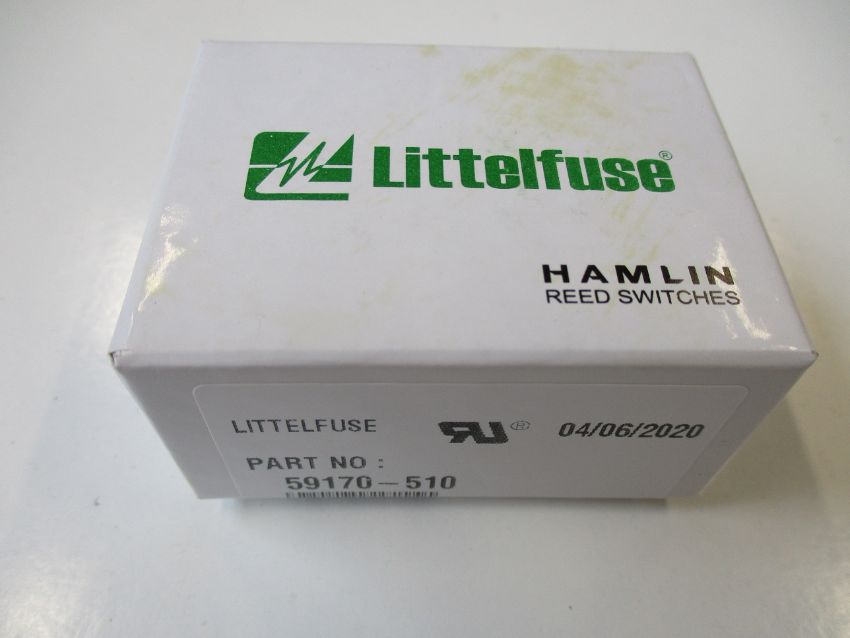 Littelfuse®
HAMLIN
REED SWITCHES
LITTELFUSE
04/06/2020
PART NO :
59170-510